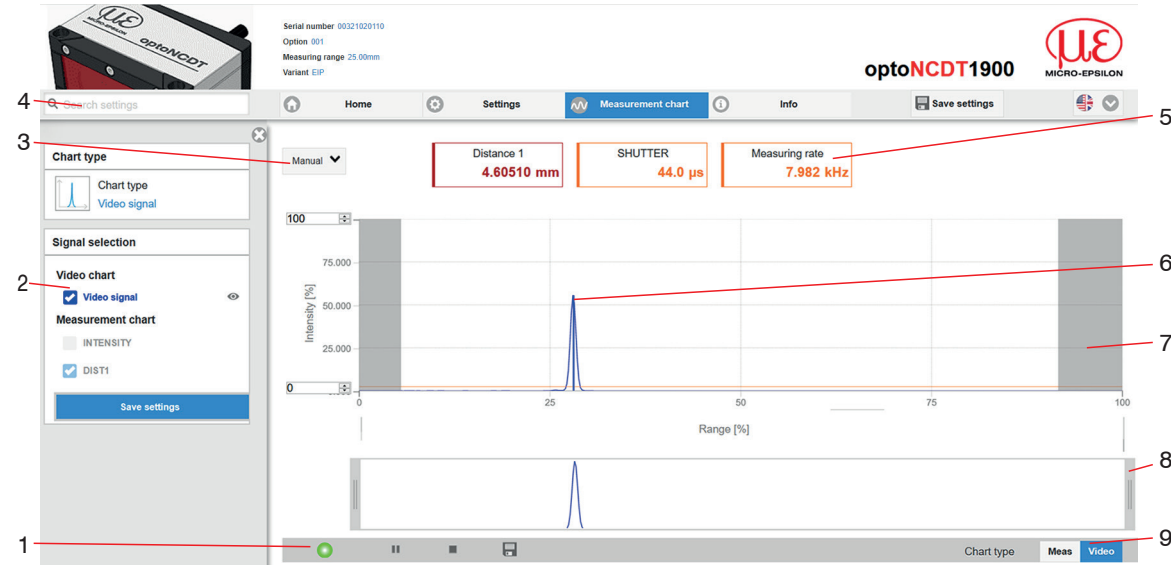 MICRO-EPSILON
optoNCDT
Serial number 00321020110
Option 001
Measuring range 25.00mm
Variant EIP
optoNCDT1900
MICRO-EPSILON
Search settings
Home
Settings
Measurement chart
Info
Save settings
4
5
3
Chart type
Chart type
Video signal
Manual
Distance 1
4.60510 mm
SHUTTER
44.0 µs
Measuring rate
7.982 kHz
Signal selection
2
Video chart
Video signal
Measurement chart
INTENSITY
DIST1
Save settings
100
75.000
50.000
25.000
0
Intensity [%]
0
25
50
75
100
Range [%]
6
7
8
1
Chart type
Meas
Video
9